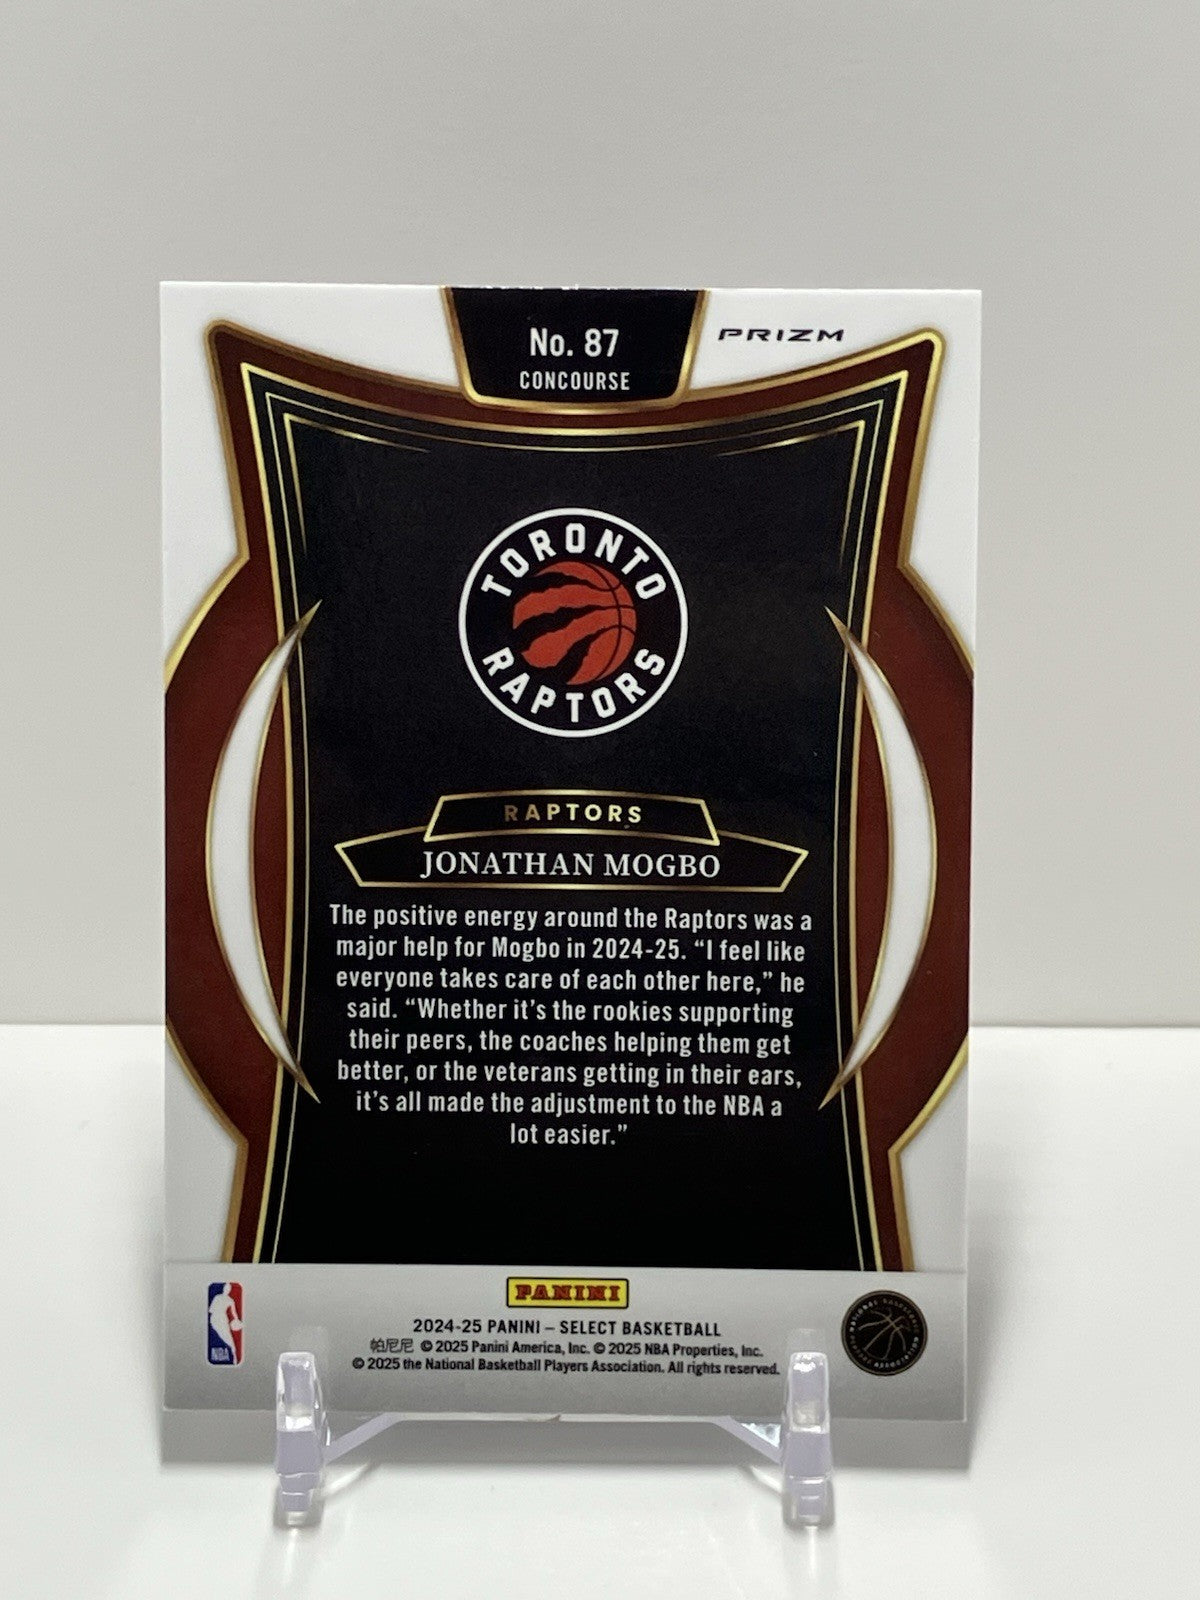 No. 87
CONCOURSE
PRIZM
TORONTO
RAPTORS
RAPTORS
JONATHAN MOGBO
The positive energy around the Raptors was a
major help for Mogbo in 2024-25. “I feel like
everyone takes care of each other here,” he
said. “Whether it’s the rookies supporting
their peers, the coaches helping them get
better, or the veterans getting in their ears,
it’s all made the adjustment to the NBA a
lot easier.”
PANINI
2024-25 PANINI – SELECT BASKETBALL
帕尼尼 © 2025 Panini America, Inc. © 2025 NBA Properties, Inc.
© 2025 the National Basketball Players Association. All rights reserved.
NBA
NATIONAL BASKETBALL